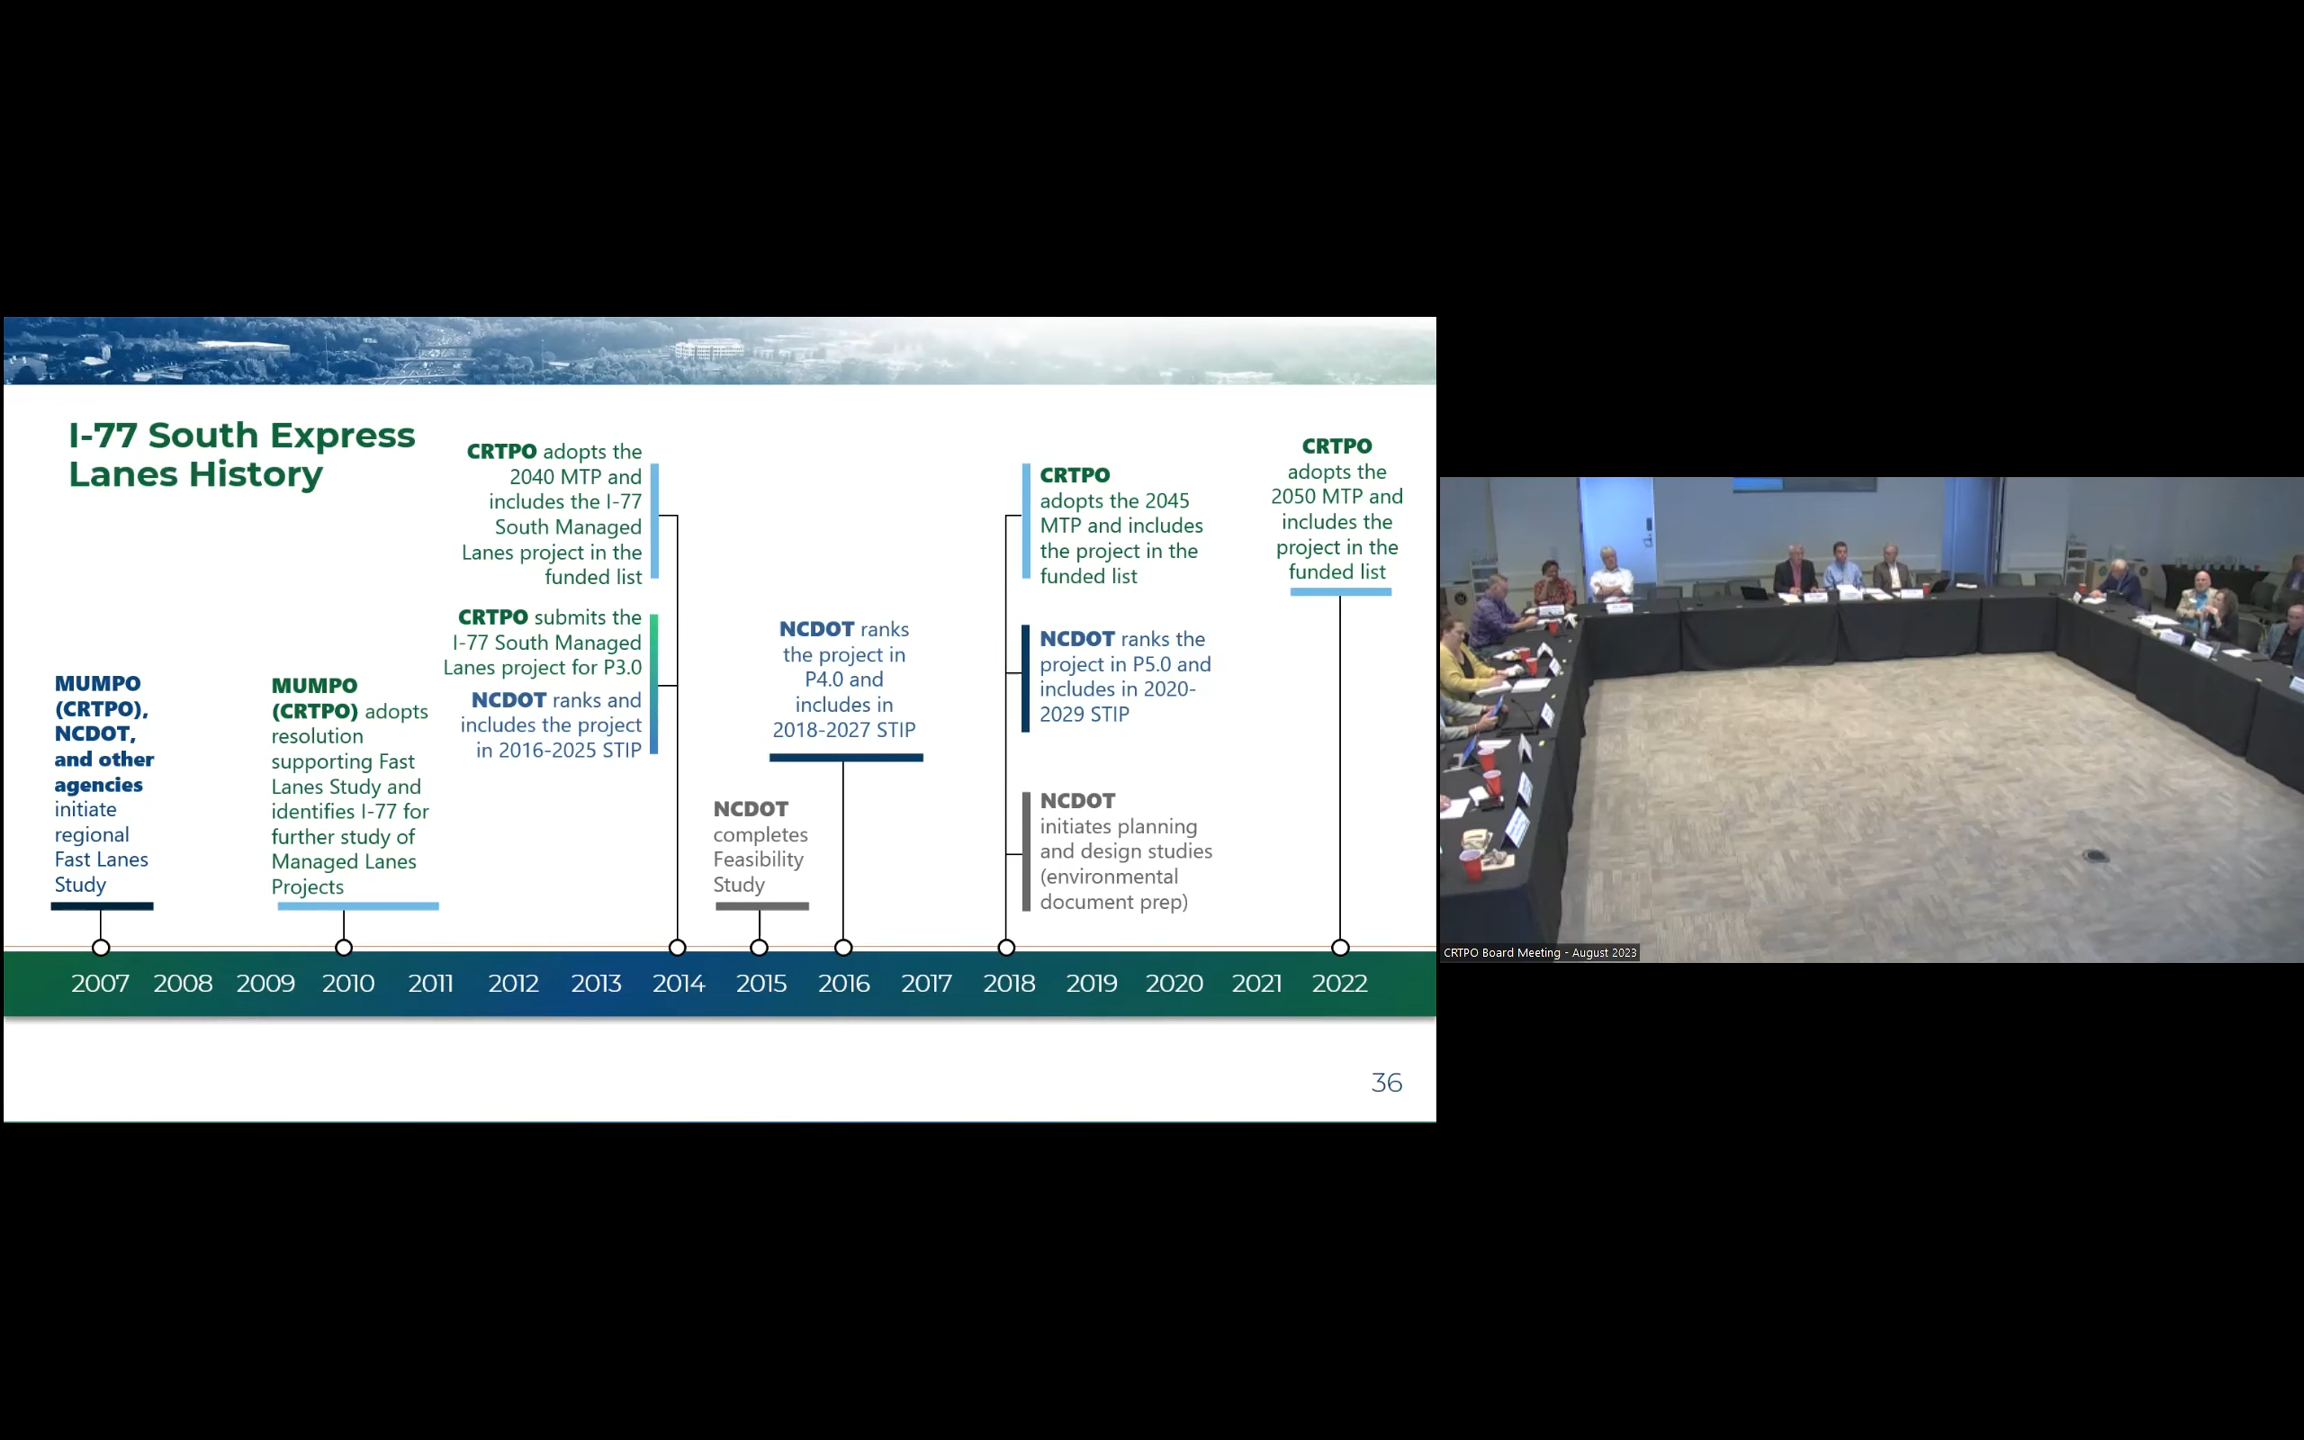 I-77 South Express
Lanes History
MUMPO
(CRTPO),
NCDOT,
and other
agencies
initiate
regional
Fast Lanes
Study
MUMPO
(CRTPO) adopts
resolution
supporting Fast
Lanes Study and
identifies I-77 for
further study of
Managed Lanes
Projects
CRTPO adopts the
2040 MTP and
includes the I-77
South Managed
Lanes project in the
funded list
CRTPO submits the
I-77 South Managed
Lanes project for P3.0
NCDOT ranks and
includes the project
in 2016-2025 STIP
NCDOT
completes
Feasibility
Study
NCDOT ranks
the project in
P4.0 and
includes in
2018-2027 STIP
CRTPO
adopts the 2045
MTP and includes
the project in the
funded list
NCDOT ranks the
project in P5.0 and
includes in 2020-
2029 STIP
NCDOT
initiates planning
and design studies
(environmental
document prep)
CRTPO
adopts the
2050 MTP and
includes the
project in the
funded list
2007 2008 2009 2010 2011 2012 2013 2014 2015 2016 2017 2018 2019 2020 2021 2022
36
CRTPO Board Meeting - August 2023